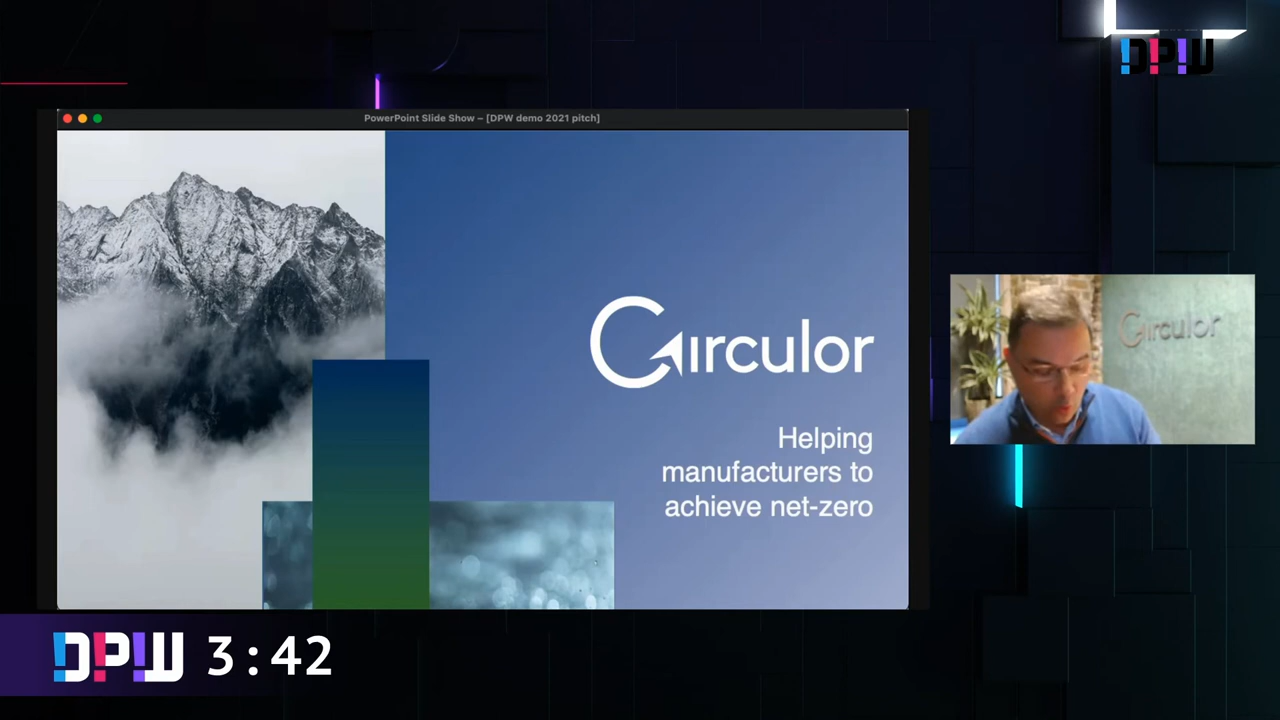 DPW
PowerPoint Slide Show - [DPW demo 2021 pitch]
Circulor
Helping
manufacturers to
achieve net-zero
Circulor
DPW 3:42